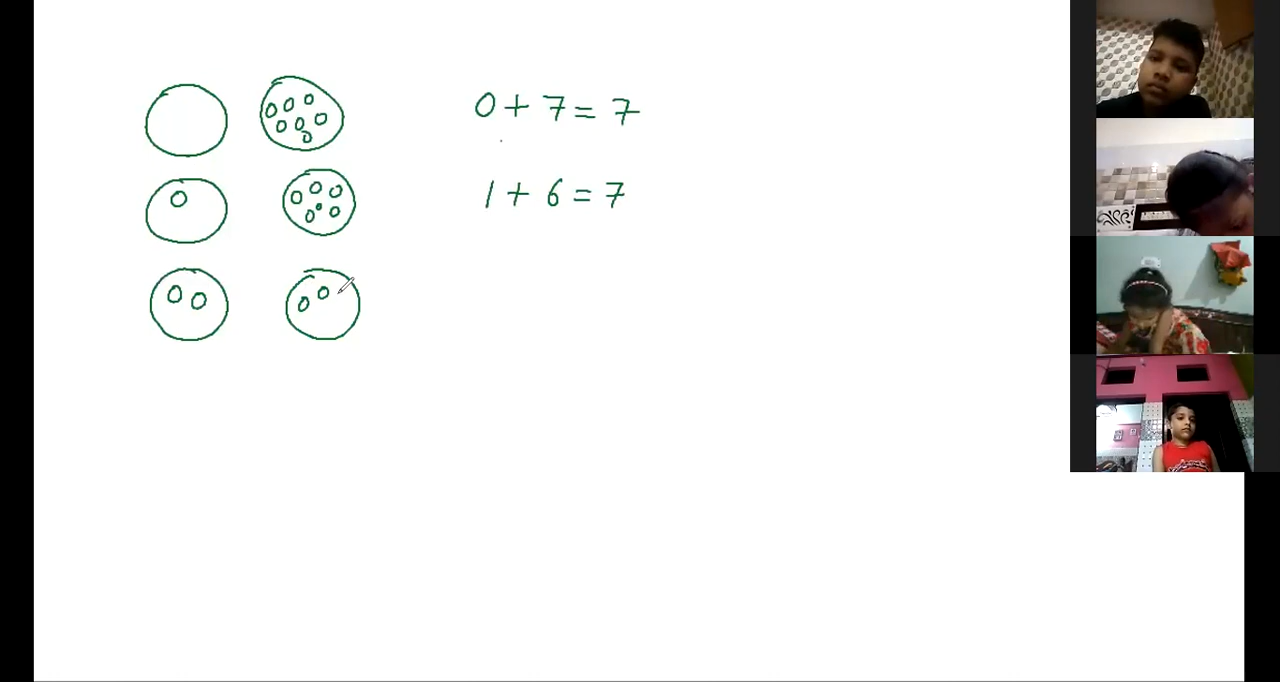 0 + 7 = 7
1 + 6 = 7